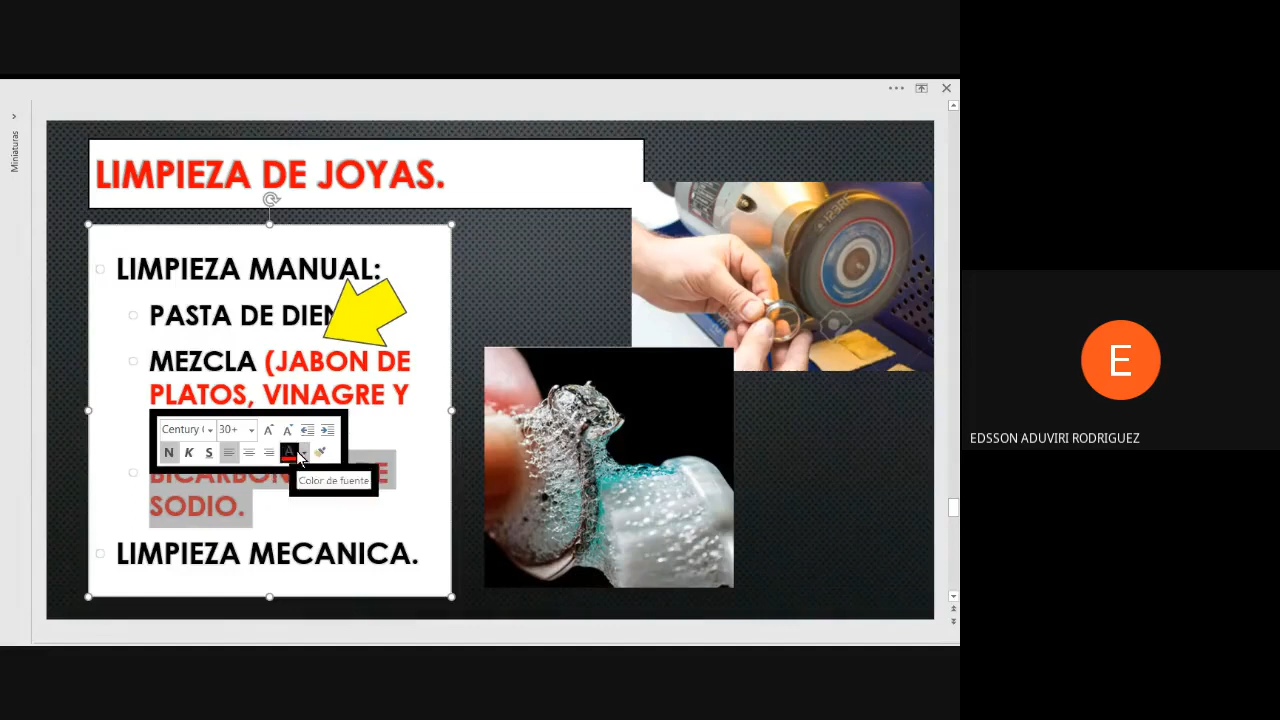 Miniaturas
LIMPIEZA DE JOYAS.
LIMPIEZA MANUAL:
PASTA DE
MEZCLA (JABON DE
PLATOS, VINAGRE Y
Century 30+
N K S A
Color de fuente
SODIO.
LIMPIEZA MECANICA.
E
EDSSON ADUVIRI RODRIGUEZ